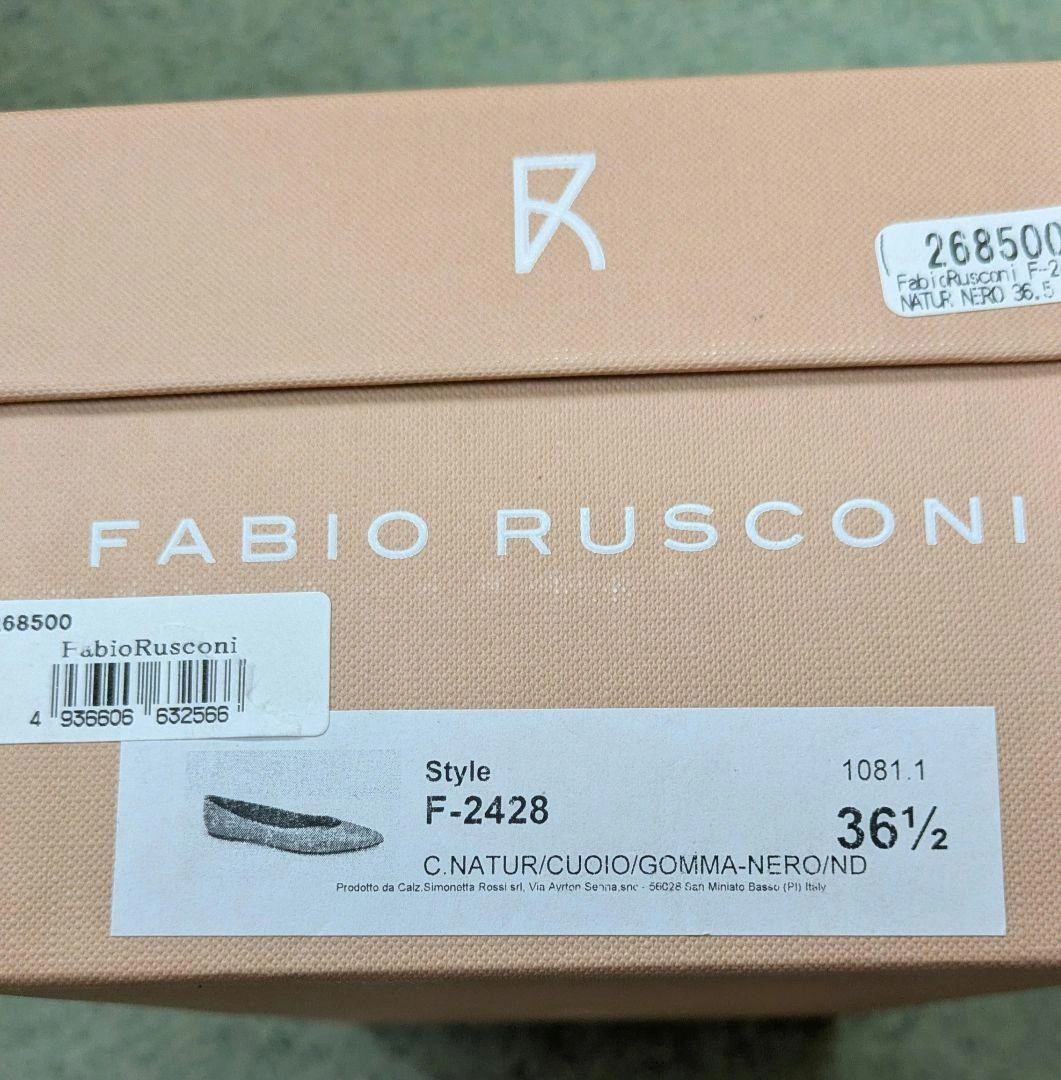 268500
FabioRusconi F-2
NATUR NERO 36.5
FABIO RUSCONI
68500
FabioRusconi
4 936606 632566
Style
F-2428
1081.1
36½
C.NATUR/CUOIO/GOMMA-NERO/ND
Prodotto da Calz.Simonetta Rossi srl, Via Ayrton Senna,snc - 56028 San Miniato Basso (PI) Italy